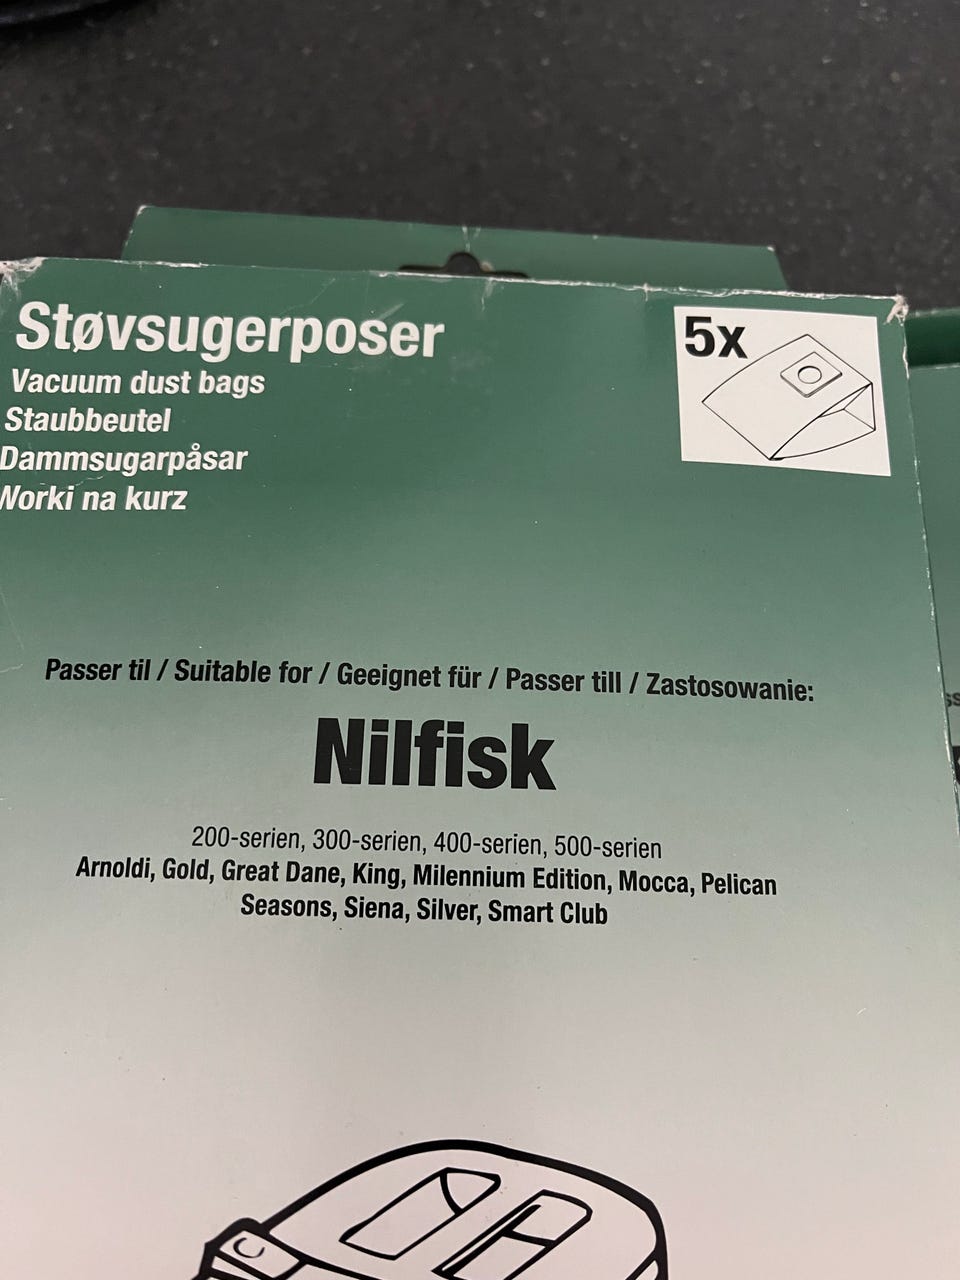 Støvsugerposer
Vacuum dust bags
Staubbeutel
Dammsugarpåsar
Worki na kurz
5x
Passer til / Suitable for / Geeignet für / Passer till / Zastosowanie:
Nilfisk
200-serien, 300-serien, 400-serien, 500-serien
Arnoldi, Gold, Great Dane, King, Milennium Edition, Mocca, Pelican
Seasons, Siena, Silver, Smart Club